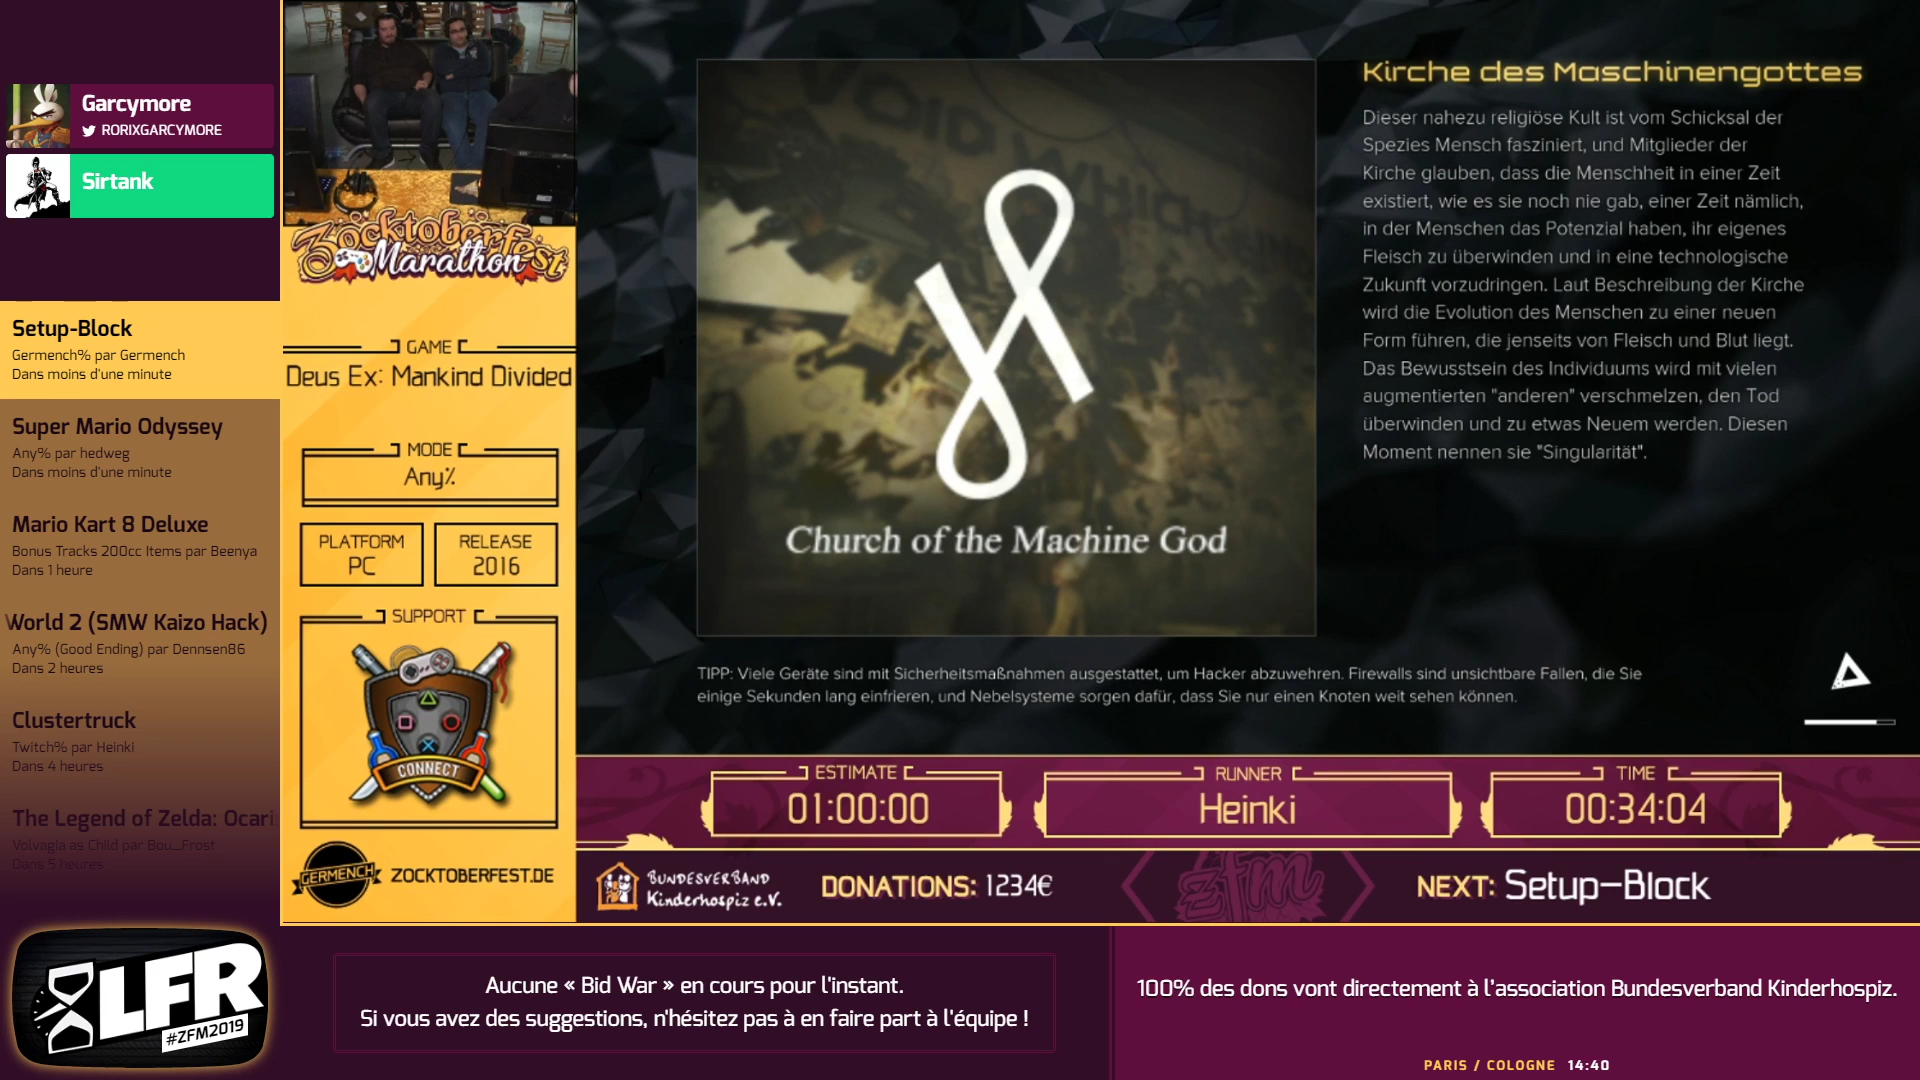 Garcymore
RORIXGARCYMORE
Sirtank
Setup-Block
Germench% par Germench
Dans moins d'une minute
Super Mario Odyssey
Any% par hedweg
Dans moins d'une minute
Mario Kart 8 Deluxe
Bonus Tracks 200cc Items par Beenya
Dans 1 heure
World 2 (SMW Kaizo Hack)
Any% (Good Ending) par Dennsen86
Dans 2 heures
Clustertruck
Twitch% par Heinki
Dans 4 heures
The Legend of Zelda: Ocari
Volvagia as Child par Bou_Frost
Dans 5 heures
LFR
#ZFM2019
Zocktoberfest
Marathon
GAME
Deus Ex: Mankind Divided
MODE
Any%
PLATFORM
PC
RELEASE
2016
SUPPORT
CONNECT
GERMENCH
ZOCKTOBERFEST.DE
VOID WHICH
Church of the Machine God
Kirche des Maschinengottes
Dieser nahezu religiöse Kult ist vom Schicksal der
Spezies Mensch fasziniert, und Mitglieder der
Kirche glauben, dass die Menschheit in einer Zeit
existiert, wie es sie noch nie gab, einer Zeit nämlich,
in der Menschen das Potenzial haben, ihr eigenes
Fleisch zu überwinden und in eine technologische
Zukunft vorzudringen. Laut Beschreibung der Kirche
wird die Evolution des Menschen zu einer neuen
Form führen, die jenseits von Fleisch und Blut liegt.
Das Bewusstsein des Individuums wird mit vielen
augmentierten "anderen" verschmelzen, den Tod
überwinden und zu etwas Neuem werden. Diesen
Moment nennen sie "Singularität".
TIPP: Viele Geräte sind mit Sicherheitsmaßnahmen ausgestattet, um Hacker abzuwehren. Firewalls sind unsichtbare Fallen, die Sie
einige Sekunden lang einfrieren, und Nebelsysteme sorgen dafür, dass Sie nur einen Knoten weit sehen können.
ESTIMATE
01:00:00
RUNNER
Heinki
TIME
00:34:04
BUNDESVERBAND
Kinderhospiz e.V.
DONATIONS: 1234€
zfm
NEXT: Setup-Block
Aucune « Bid War » en cours pour l'instant.
Si vous avez des suggestions, n'hésitez pas à en faire part à l'équipe !
100% des dons vont directement à l'association Bundesverband Kinderhospiz.
PARIS / COLOGNE 14:40